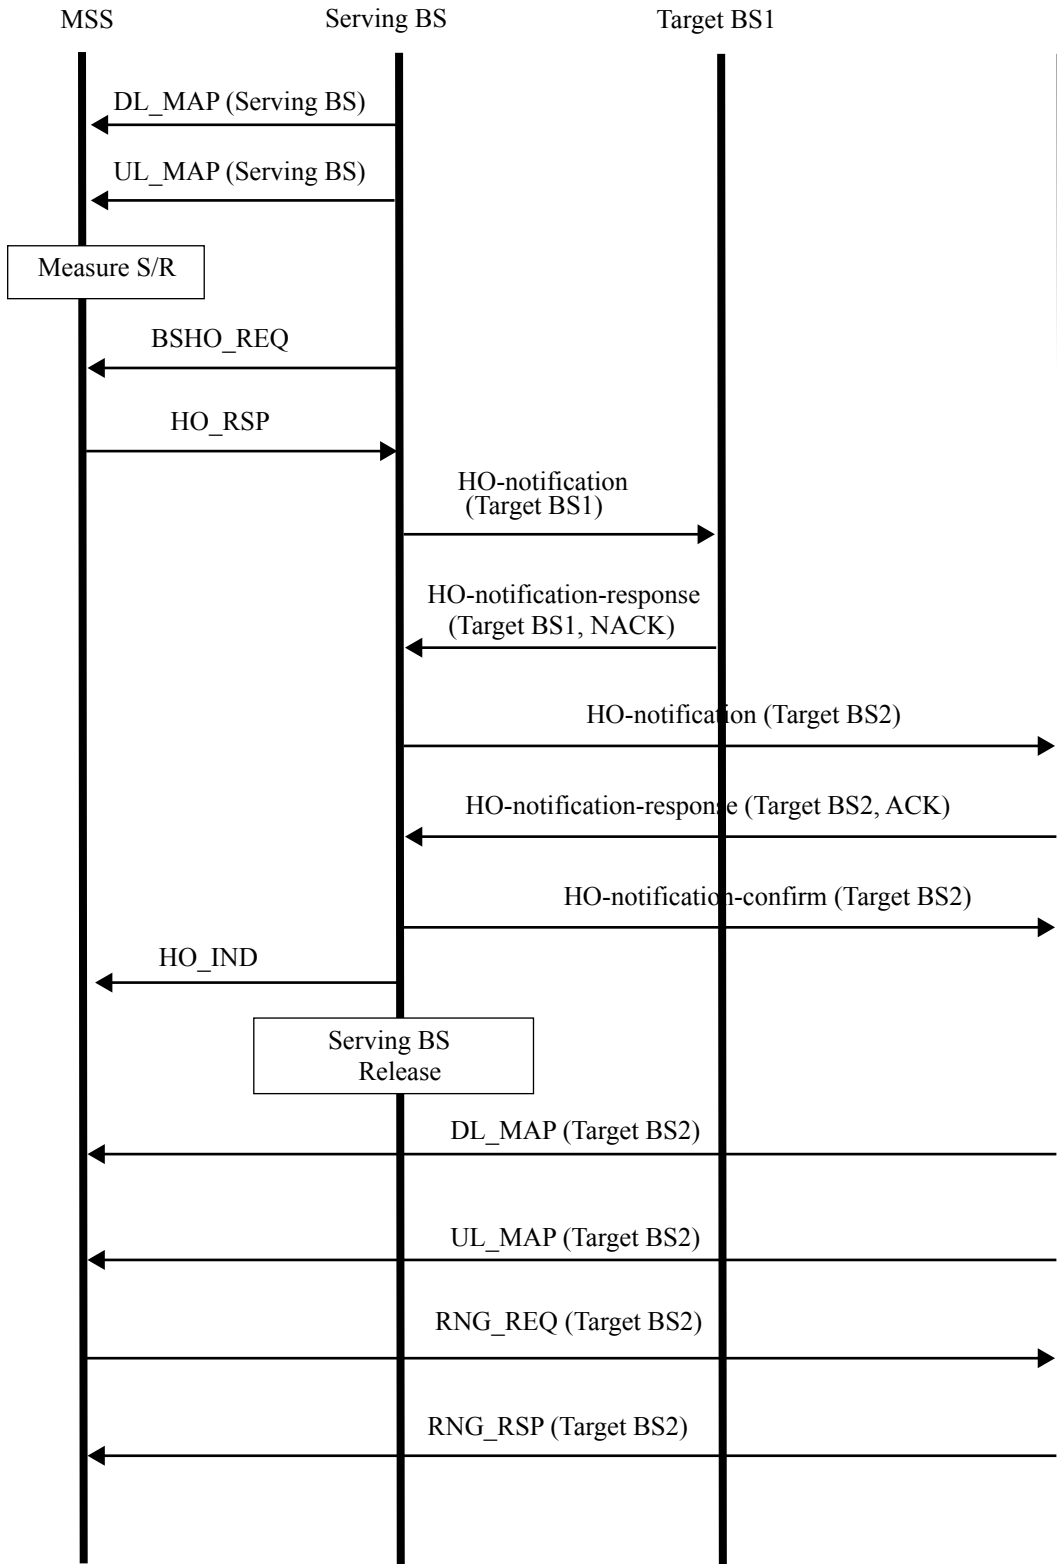 MSS
Serving BS
Target BS1
DL_MAP (Serving BS)
UL_MAP (Serving BS)
Measure S/R
BSHO_REQ
HO_RSP
HO-notification
(Target BS1)
HO-notification-response
(Target BS1, NACK)
HO-notification (Target BS2)
HO-notification-response (Target BS2, ACK)
HO-notification-confirm (Target BS2)
HO_IND
Serving BS
Release
DL_MAP (Target BS2)
UL_MAP (Target BS2)
RNG_REQ (Target BS2)
RNG_RSP (Target BS2)